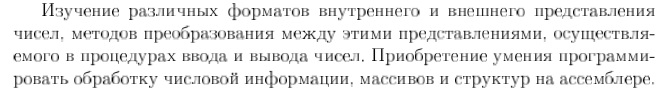 Изучение различных форматов внутреннего и внешнего представления
чисел, методов преобразования между этими представлениями, осуществля-
емого в процедурах ввода и вывода чисел. Приобретение умения программи-
ровать обработку числовой информации, массивов и структур на ассемблере.